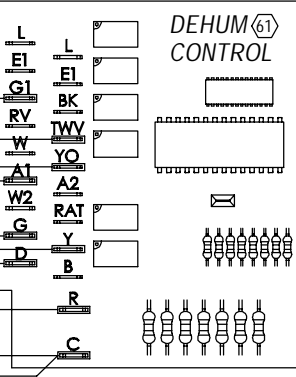 DEHUM 61
CONTROL
L
E1
G1
RV
W
A1
W2
G
D
L
E1
BK
TWV
YO
A2
RAT
Y
B
R
C